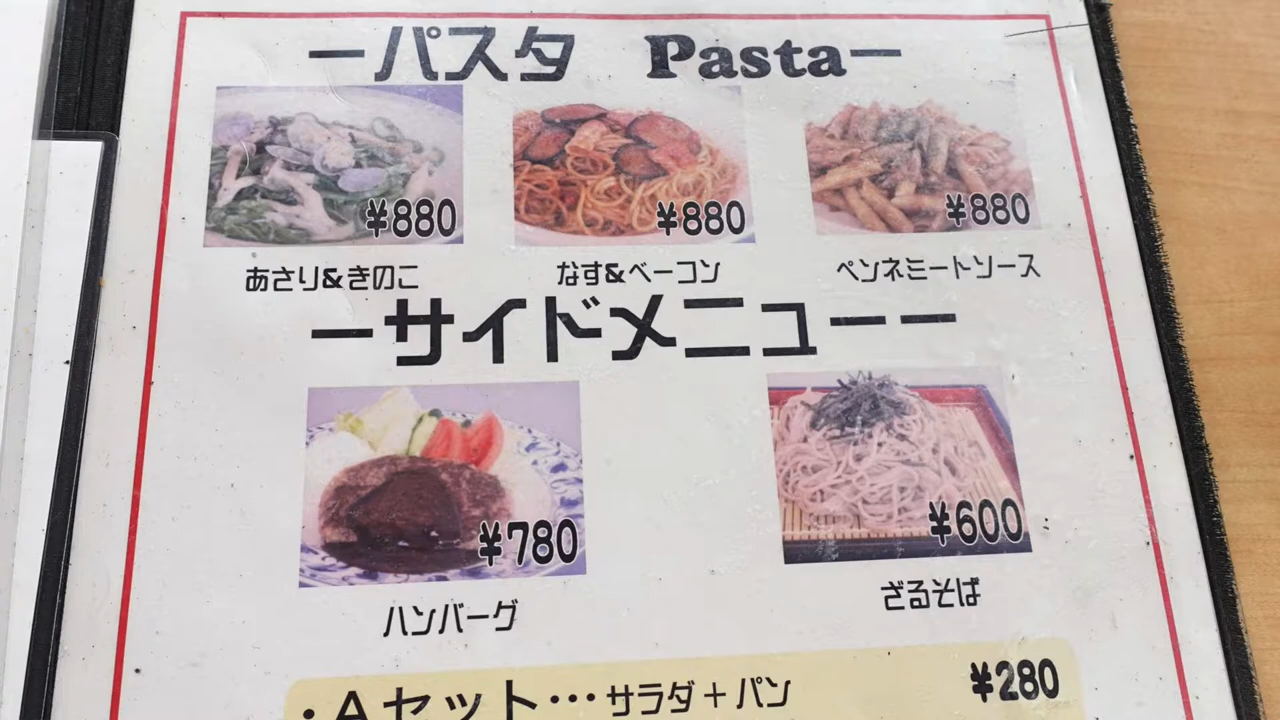 ーパスタ Pastaー
¥880 ¥880 ¥880
あさり&きのこ なす&ベーコン ペンネミートソース
ーサイドメニューー
¥780 ¥600
ハンバーグ ざるそば
・Aセット…サラダ+パン ¥280